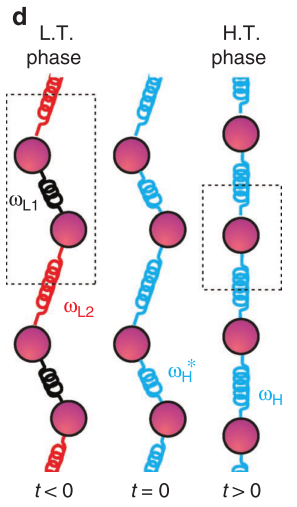 d
L.T. phase
H.T. phase
ωL1
ωL2
ωH*
ωH
t < 0
t = 0
t > 0